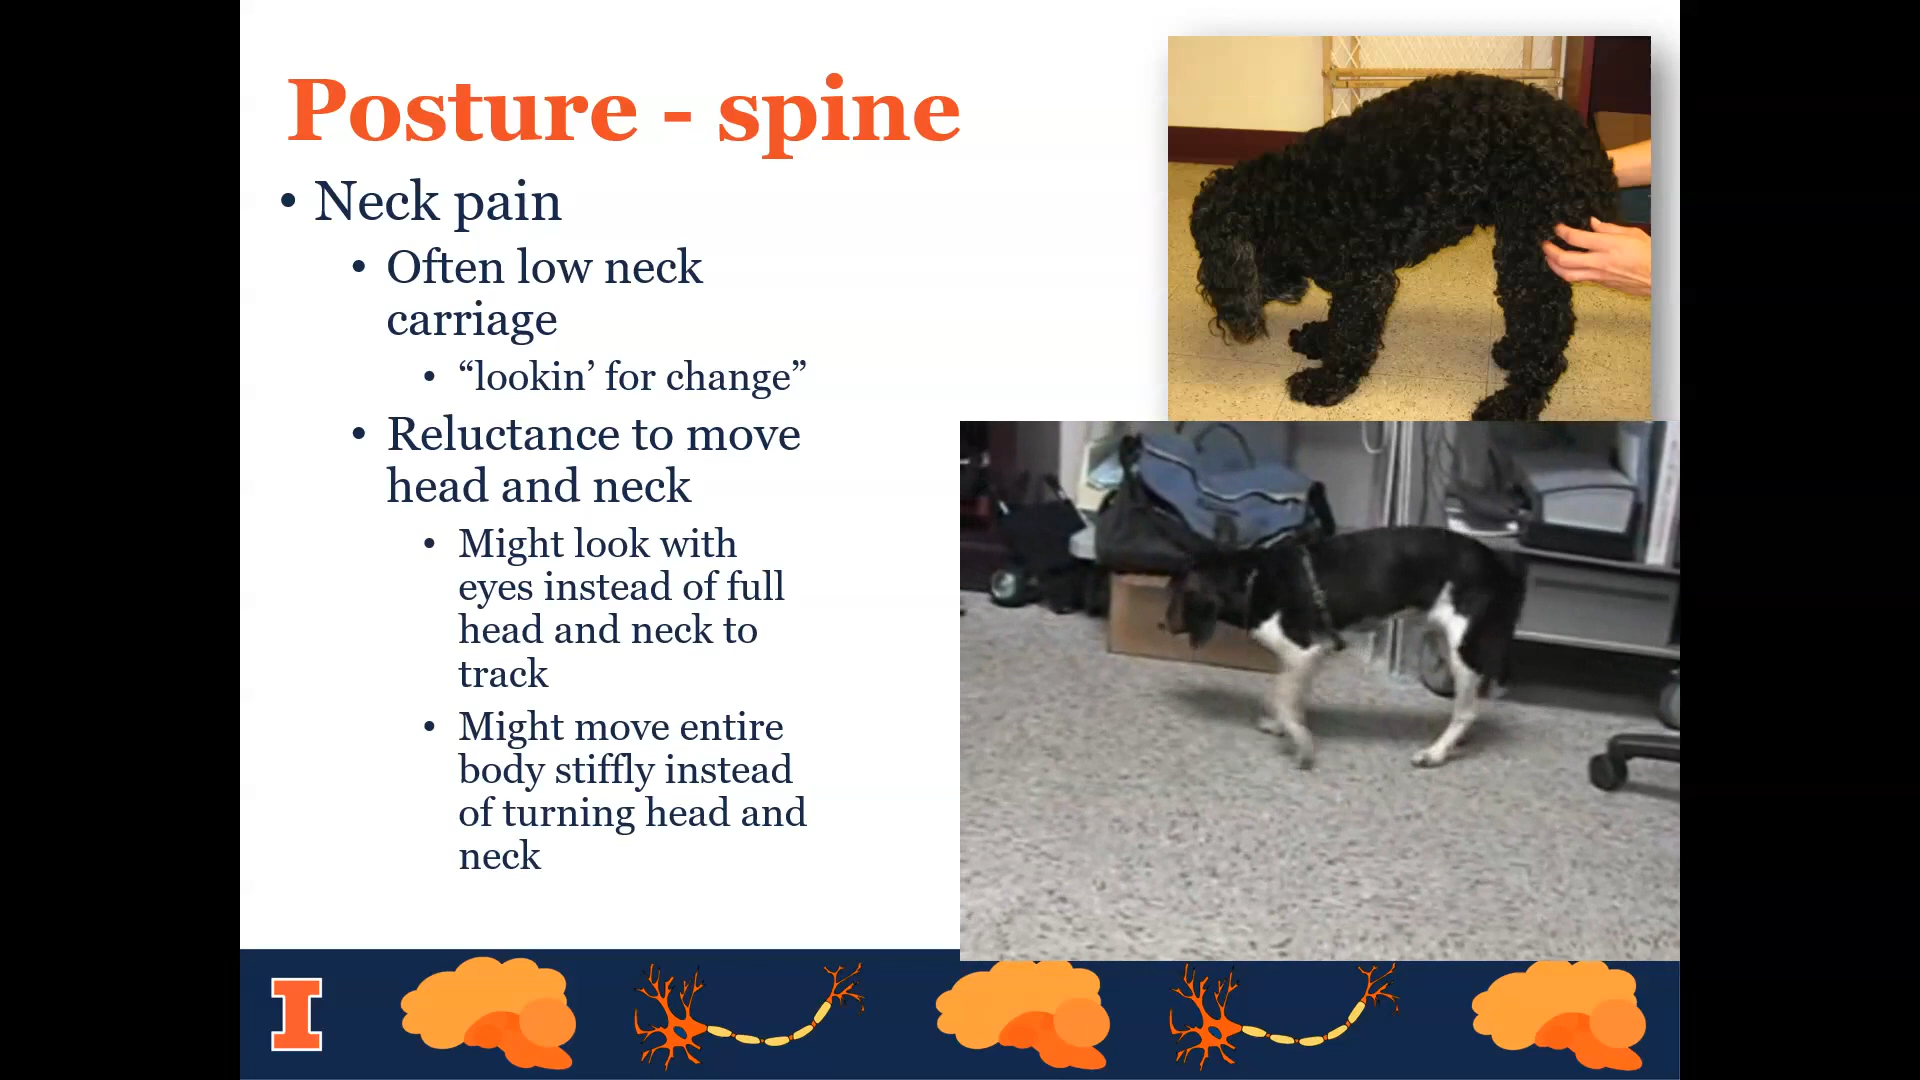 Posture - spine
• Neck pain
• Often low neck
carriage
• “lookin’ for change”
• Reluctance to move
head and neck
• Might look with
eyes instead of full
head and neck to
track
• Might move entire
body stiffly instead
of turning head and
neck
I